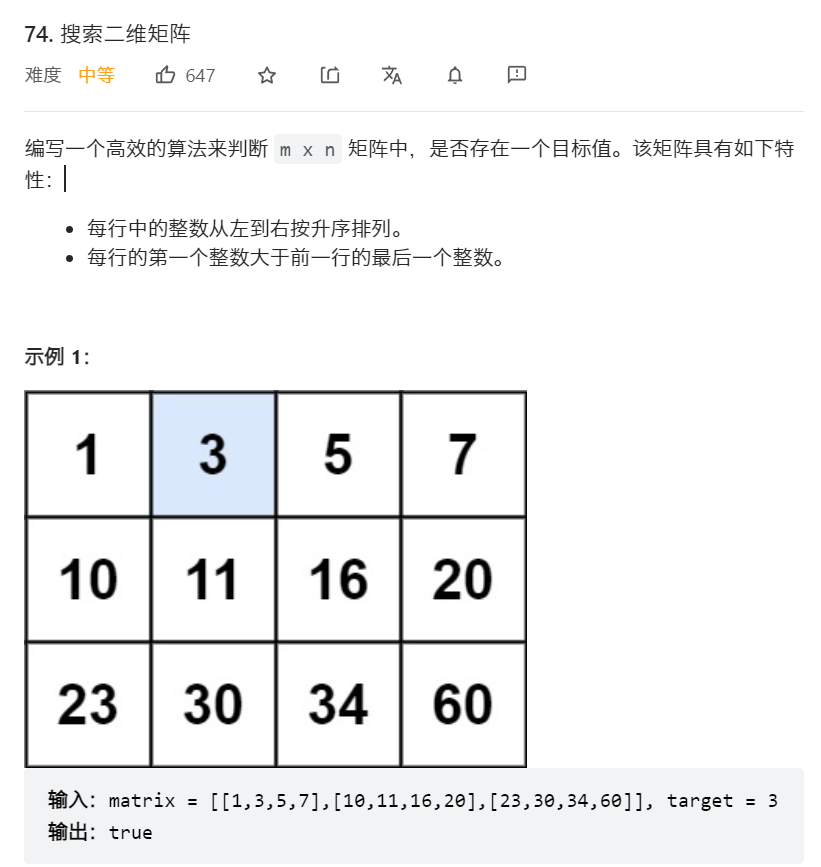 74. 搜索二维矩阵
难度 中等 647
编写一个高效的算法来判断 m x n 矩阵中，是否存在一个目标值。该矩阵具有如下特
性：
• 每行中的整数从左到右按升序排列。
• 每行的第一个整数大于前一行的最后一个整数。
示例 1：
1 3 5 7
10 11 16 20
23 30 34 60
输入：matrix = [[1,3,5,7],[10,11,16,20],[23,30,34,60]], target = 3
输出：true